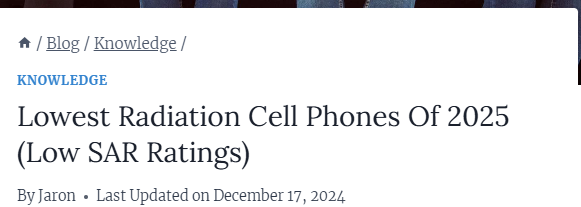 / Blog / Knowledge /
KNOWLEDGE
Lowest Radiation Cell Phones Of 2025
(Low SAR Ratings)
By Jaron • Last Updated on December 17, 2024